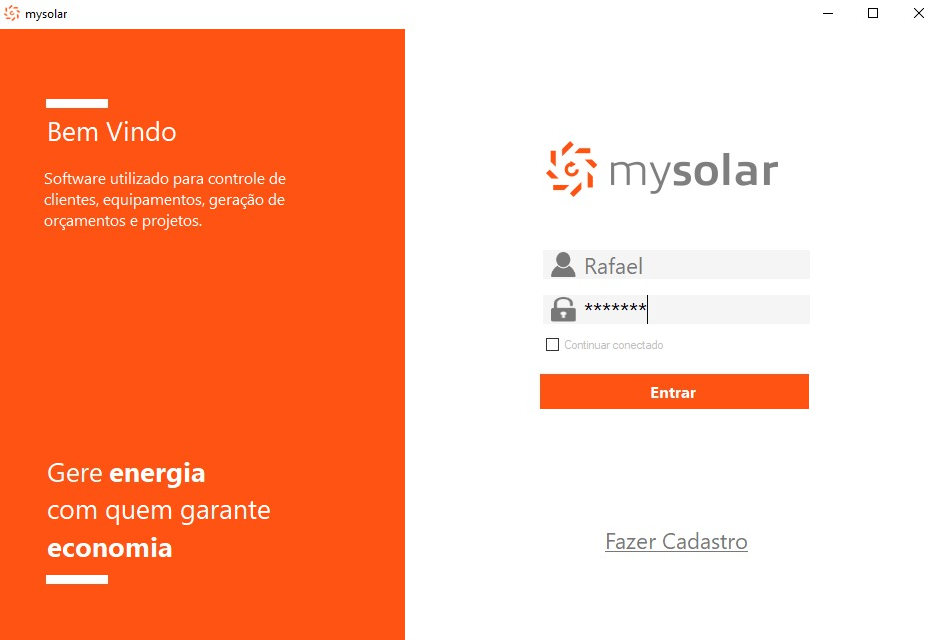 mysolar
Bem Vindo
Software utilizado para controle de
clientes, equipamentos, geração de
orçamentos e projetos.
Gere energia
com quem garante
economia
mysolar
Rafael
*******
Continuar conectado
Entrar
Fazer Cadastro